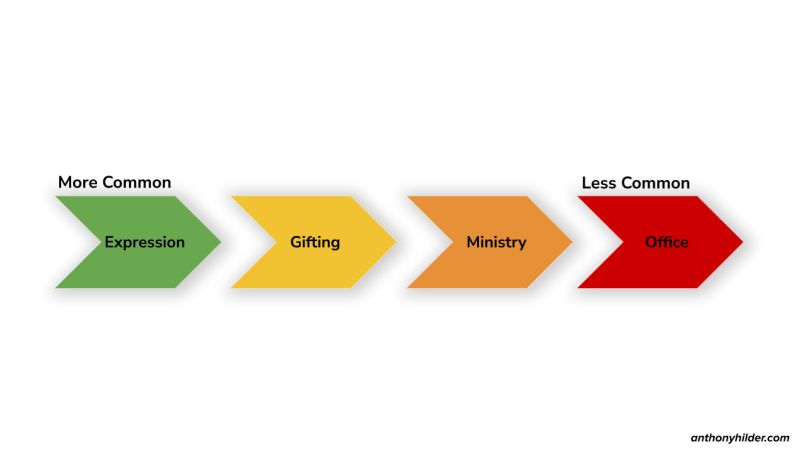 More Common
Less Common
Expression
Gifting
Ministry
Office
anthonyhilder.com